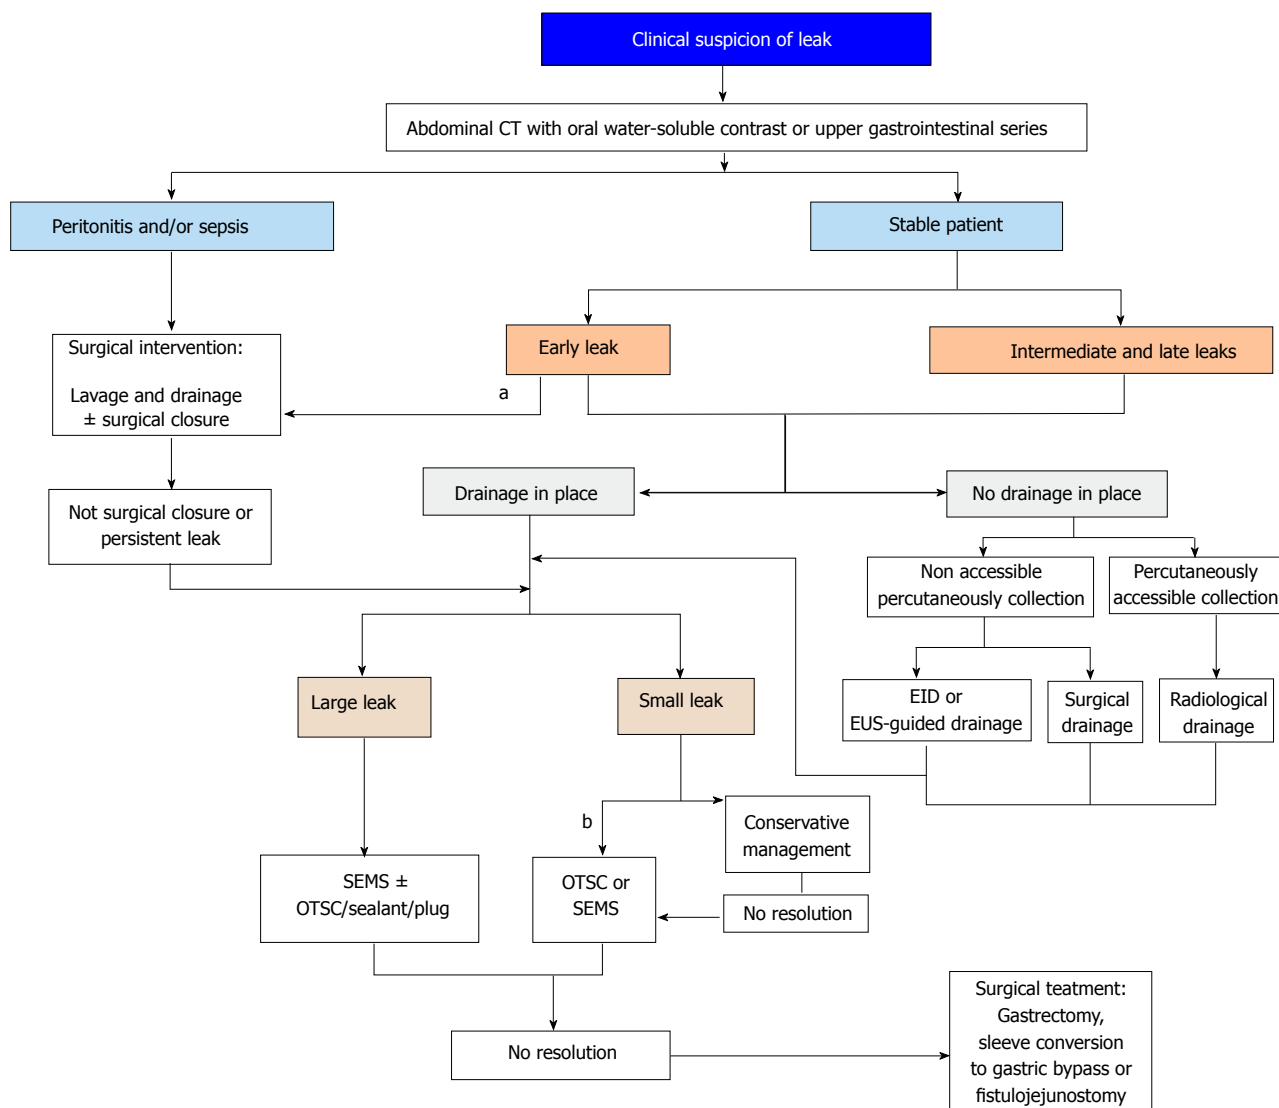 Clinical suspicion of leak
Abdominal CT with oral water-soluble contrast or upper gastrointestinal series
Peritonitis and/or sepsis
Stable patient
Surgical intervention:
Lavage and drainage
± surgical closure
Early leak
Intermediate and late leaks
a
Not surgical closure or
persistent leak
Drainage in place
No drainage in place
Non accessible
percutaneously collection
Percutaneously
accessible collection
Large leak
Small leak
EID or
EUS-guided drainage
Surgical
drainage
Radiological
drainage
b
Conservative
management
SEMS ±
OTSC/sealant/plug
OTSC or
SEMS
No resolution
No resolution
Surgical teatment:
Gastrectomy,
sleeve conversion
to gastric bypass or
fistulojejunostomy